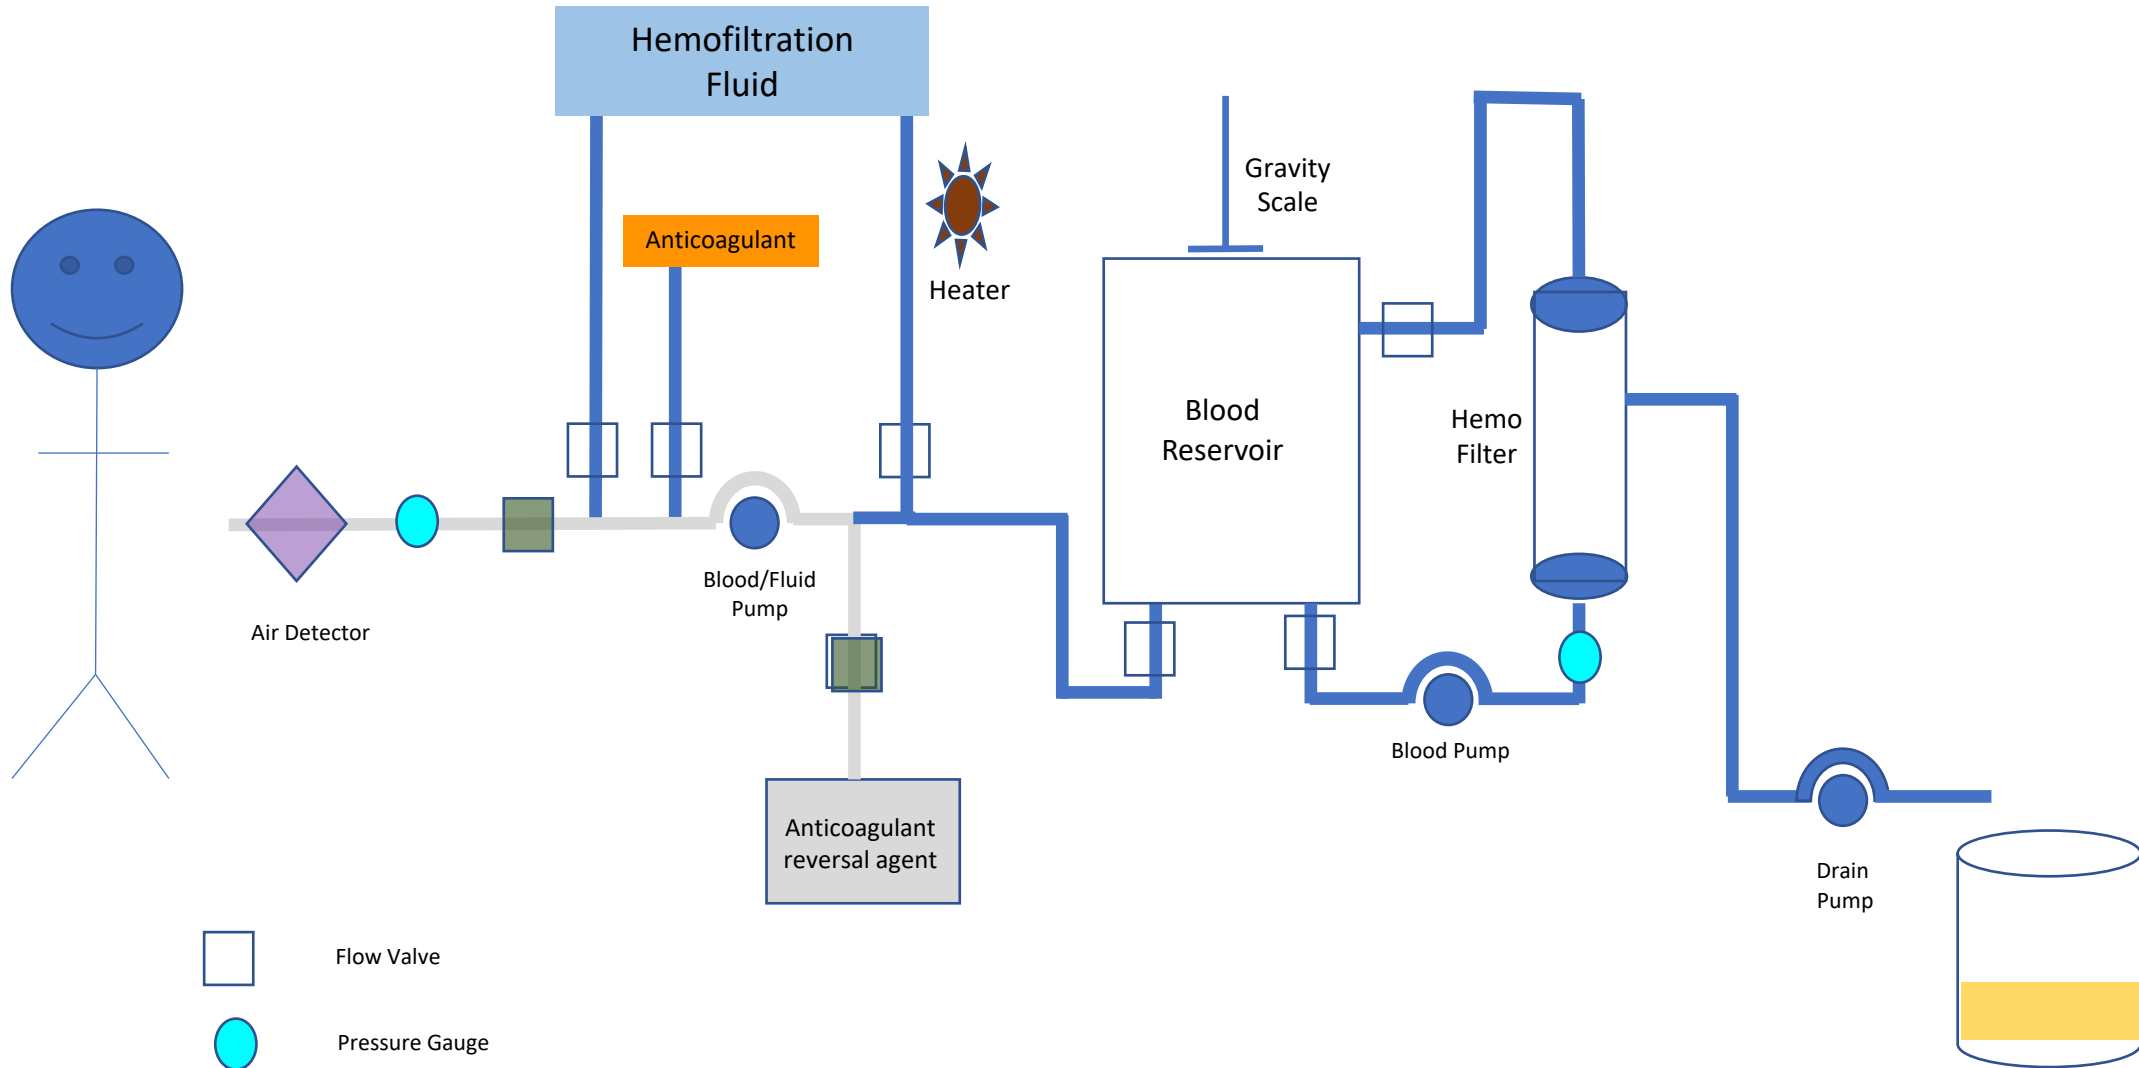 Hemofiltration
Fluid
Gravity
Scale
Anticoagulant
Heater
Blood
Reservoir
Hemo
Filter
Blood/Fluid
Pump
Air Detector
Blood Pump
Anticoagulant
reversal agent
Drain
Pump
Flow Valve
Pressure Gauge